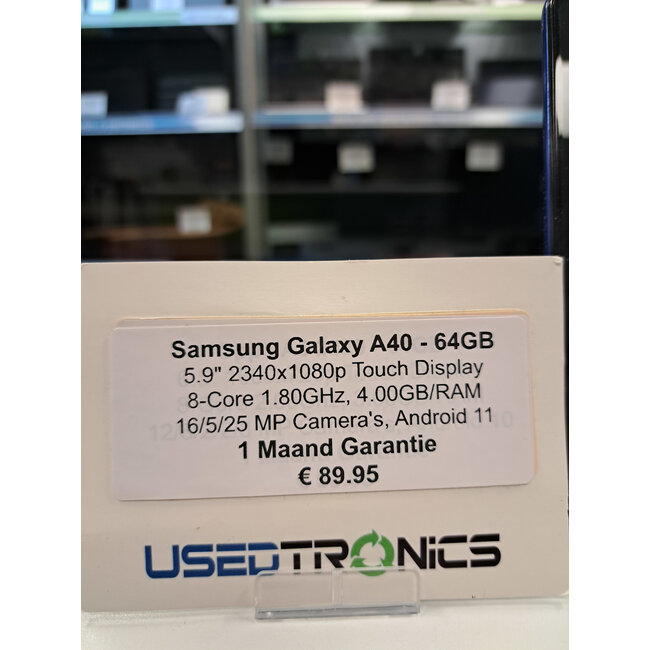 Samsung Galaxy A40 - 64GB
5.9" 2340x1080p Touch Display
8-Core 1.80GHz, 4.00GB/RAM
16/5/25 MP Camera's, Android 11
1 Maand Garantie
€ 89.95
USEDTRONICS